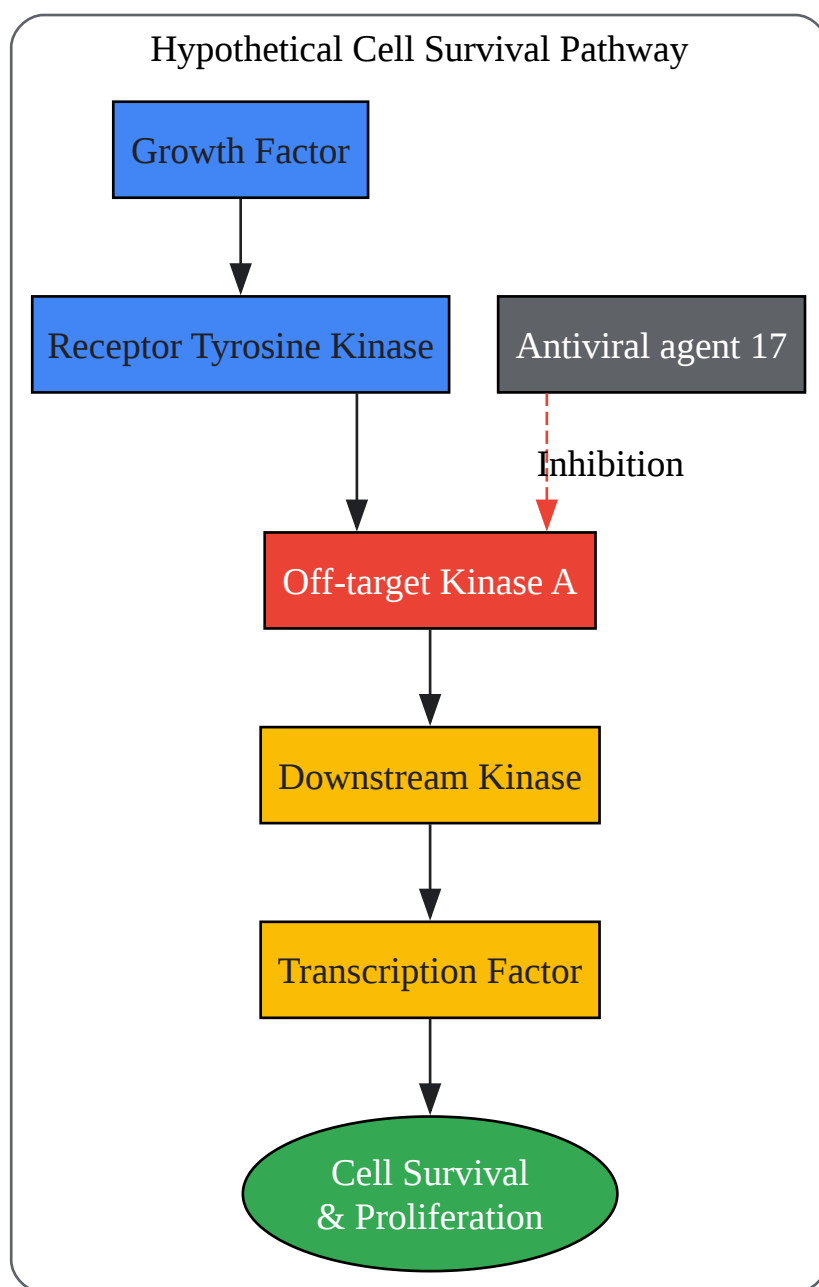 Hypothetical Cell Survival Pathway
Growth Factor
Receptor Tyrosine Kinase
Antiviral agent 17
Inhibition
Off-target Kinase A
Downstream Kinase
Transcription Factor
Cell Survival
& Proliferation